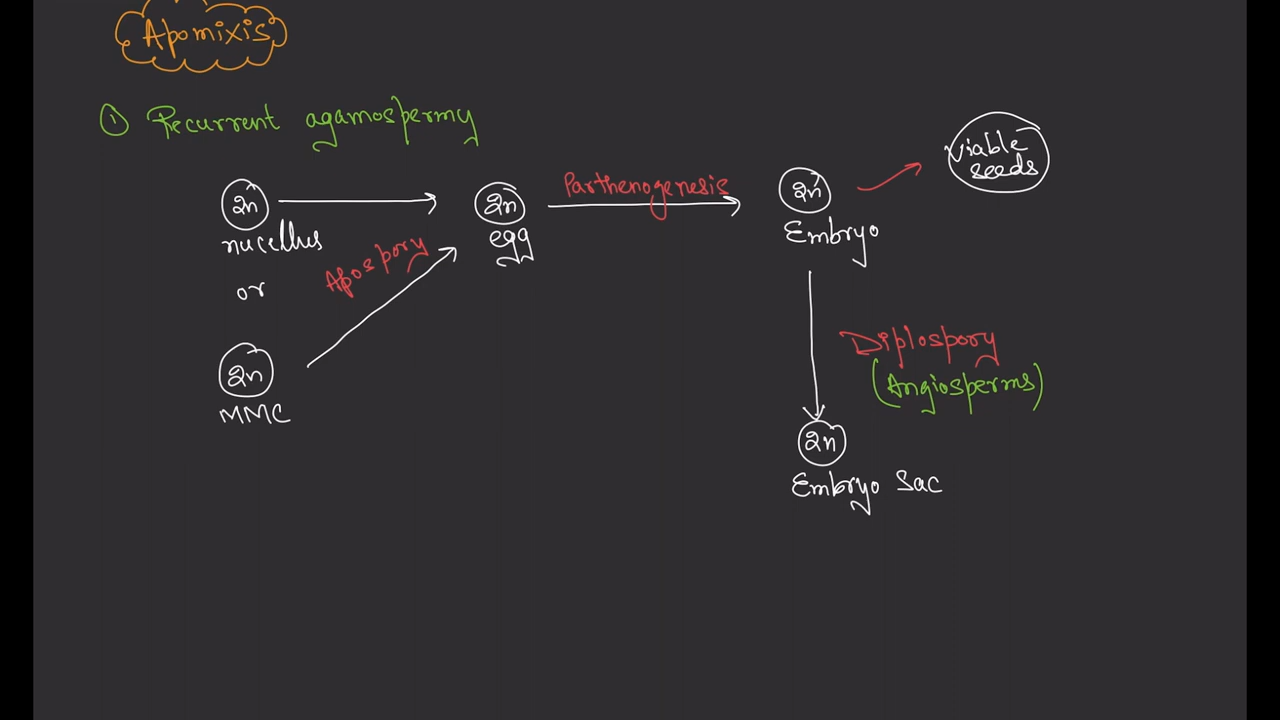 Apomixis
① Recurrent agamospermy
2n
nucellus
or
2n
MMC
Apospory
2n
egg
Parthenogenesis
2n
Embryo
Viable
seeds
Diplospory
(Angiosperms)
2n
Embryo Sac